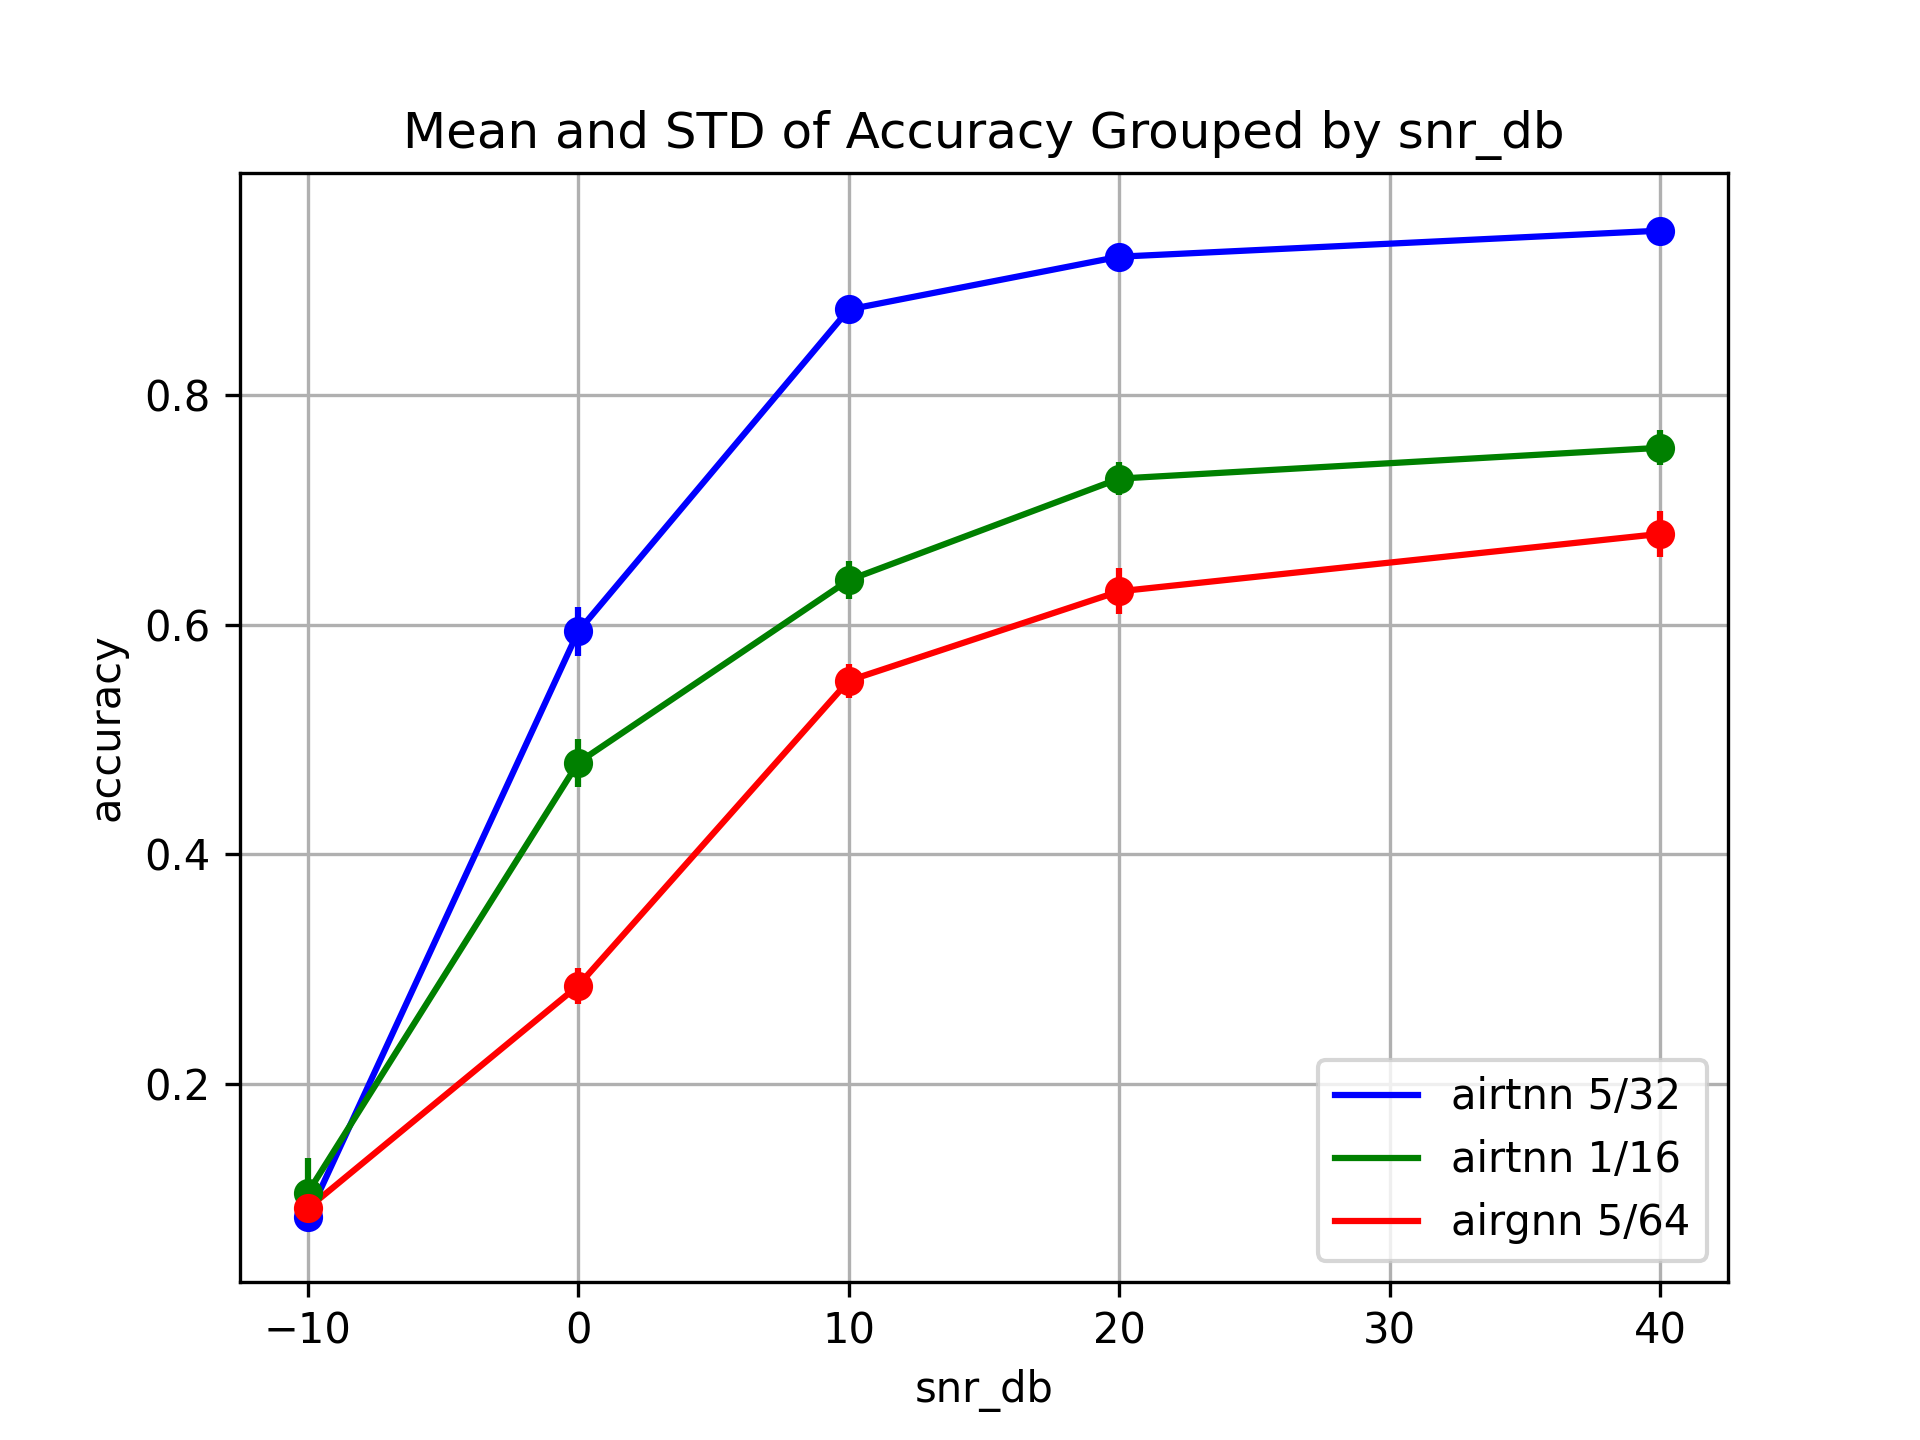 Mean and STD of Accuracy Grouped by snr_db
0.8
0.6
0.4
0.2
accuracy
airtnn 5/32
airtnn 1/16
airgnn 5/64
−10 0 10 20 30 40
snr_db